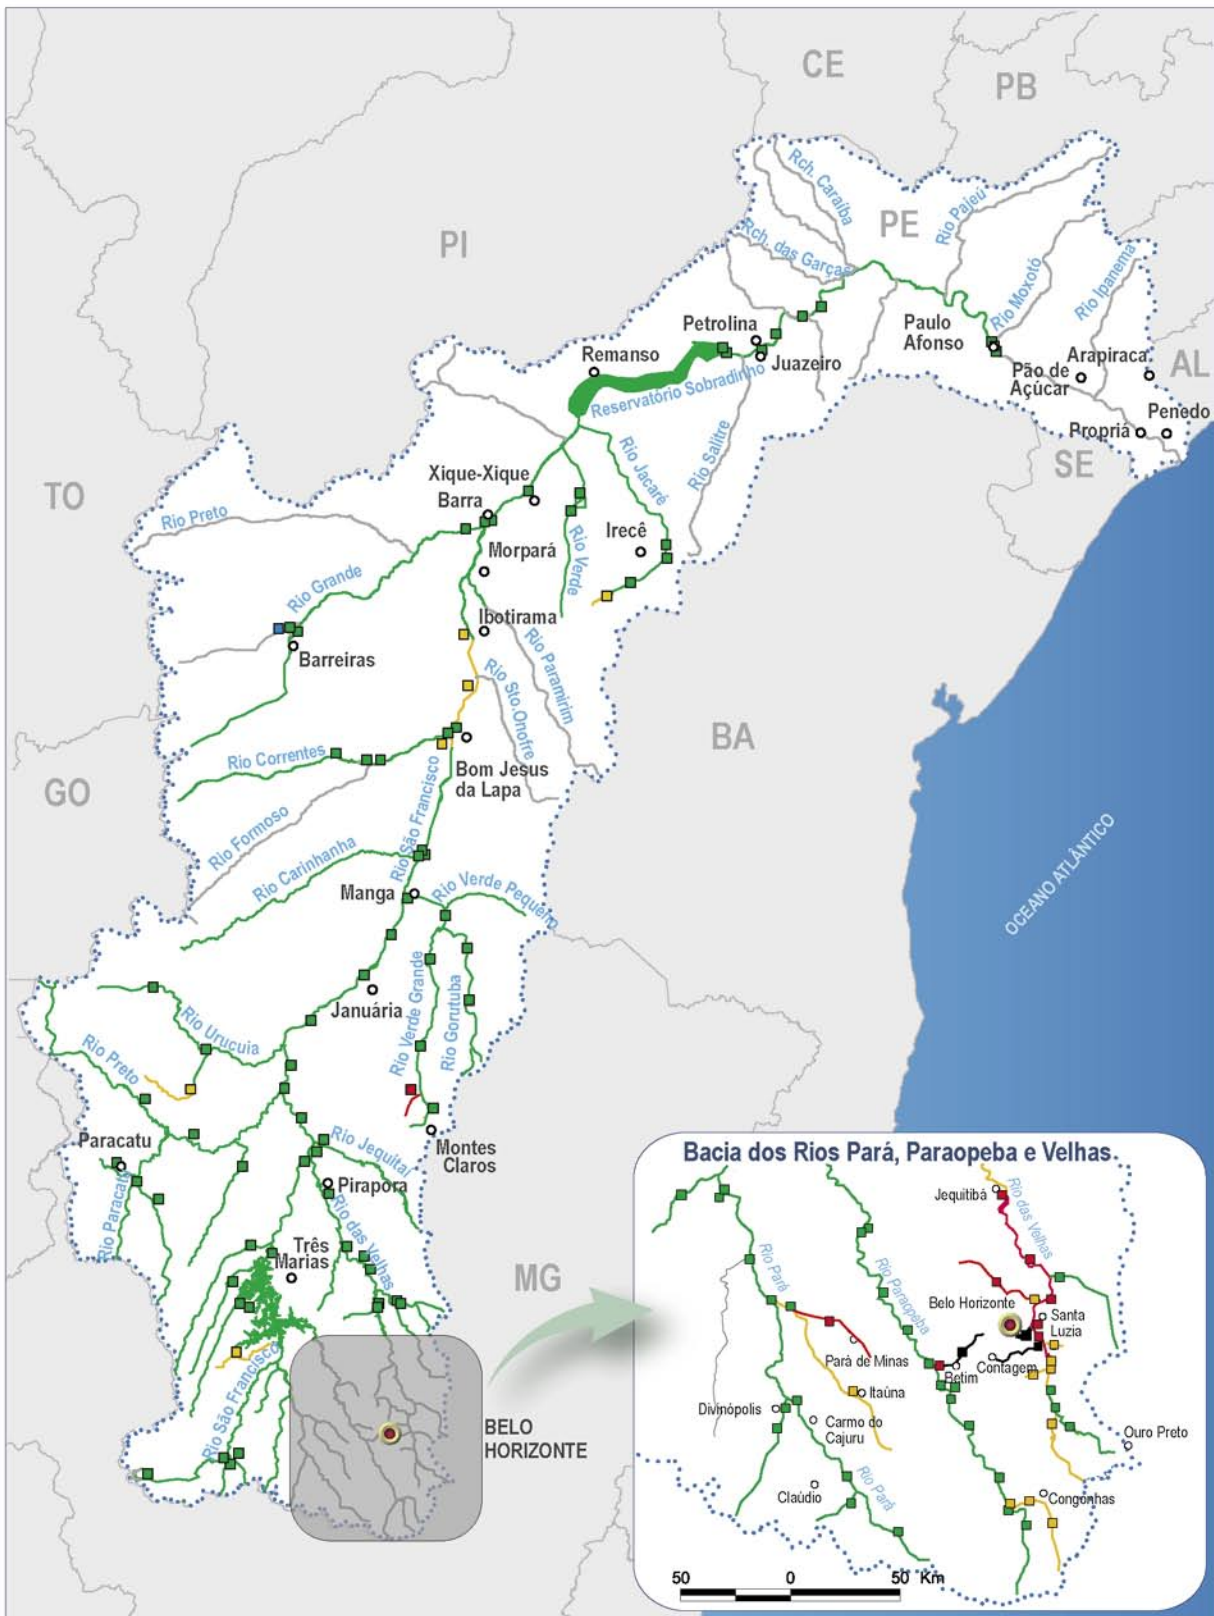 CE
PB
Rch. Caraíba
PE
Rio Pajeú
PI
Rch. das Garças
Rio Moxotó
Rio Ipanema
Petrolina
Paulo
Afonso
Remanso
Juazeiro
Pão de
Açúcar
Arapiraca
AL
Reservatório Sobradinho
Penedo
Propriá
SE
Rio Jacaré
Rio Salitre
Xique-Xique
Barra
TO
Rio Preto
Irecê
Morpará
Rio Verde
Rio Grande
Ibotirama
Rio Paramirim
Barreiras
Rio Sto.Onofre
BA
Rio Correntes
Bom Jesus
da Lapa
GO
Rio São Francisco
Rio Formoso
Rio Carinhanha
Manga
Rio Verde Pequeno
OCEANO ATLÂNTICO
Januária
Rio Verde Grande
Rio Gorutuba
Rio Urucuia
Rio Preto
Paracatu
Rio Jequitaí
Montes
Claros
Pirapora
Rio Paracatu
Rio das Velhas
Três
Marias
MG
Rio São Francisco
BELO
HORIZONTE
Bacia dos Rios Pará, Paraopeba e Velhas
Jequitibá
Rio das Velhas
Rio Pará
Rio Paraopeba
Belo Horizonte
Santa
Luzia
Pará de Minas
Contagem
Betim
Itaúna
Divinópolis
Carmo do
Cajuru
Ouro Preto
Rio Pará
Claúdio
Congonhas
50 0 50 Km